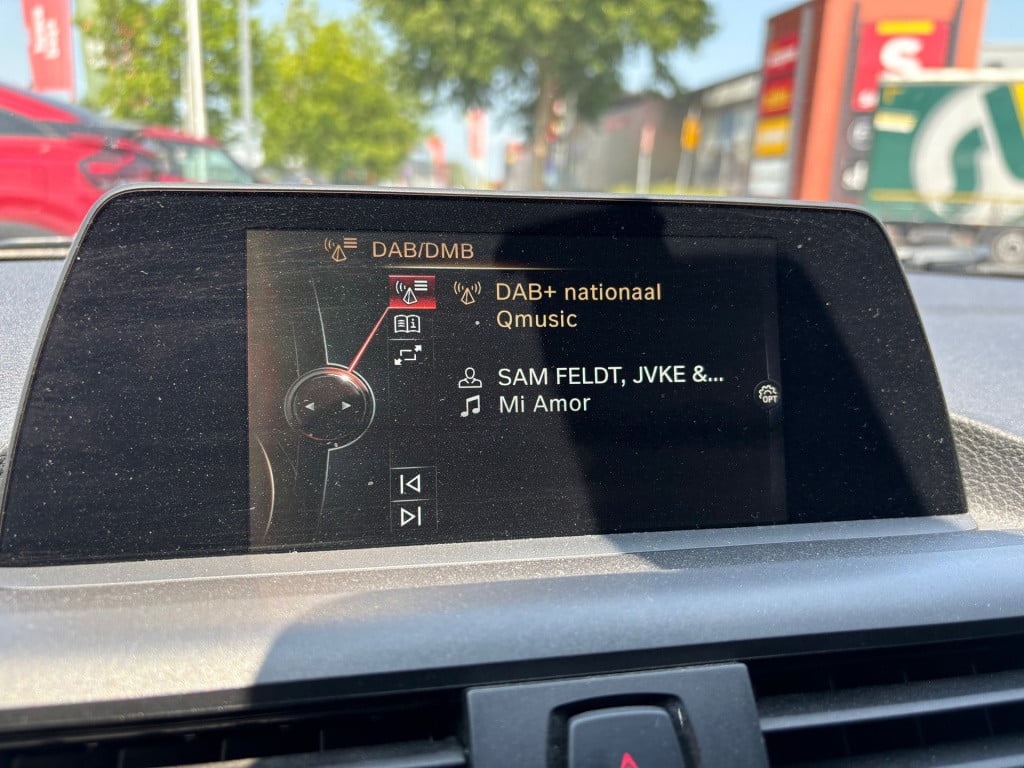 DAB/DMB
DAB+ nationaal
Qmusic
SAM FELDT, JVKE &...
Mi Amor
OPT
S